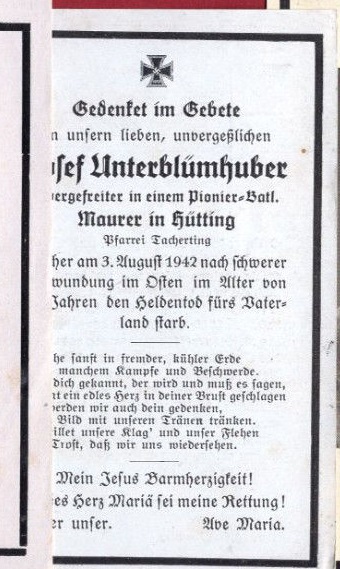 Gedenket im Gebete
n unsern lieben, unvergeßlichen
sef Unterblümhuber
ergefreiter in einem Pionier-Batl.
Maurer in Hütting
Pfarrei Tacherting
her am 3. August 1942 nach schwerer
wundung im Osten im Alter von
Jahren den Heldentod fürs Vater-
land starb.
he sanft in fremder, kühler Erde
manchem Kampfe und Beschwerde.
dich gekannt, der wird und muß es sagen,
t ein edles Herz in deiner Brust geschlagen
erden wir auch dein gedenken,
Bild mit unseren Tränen tränken.
illet unsere Klag' und unser Flehen
Trost, daß wir uns wiedersehen.
Mein Jesus Barmherzigkeit!
es Herz Mariä sei meine Rettung!
er unser. Ave Maria.